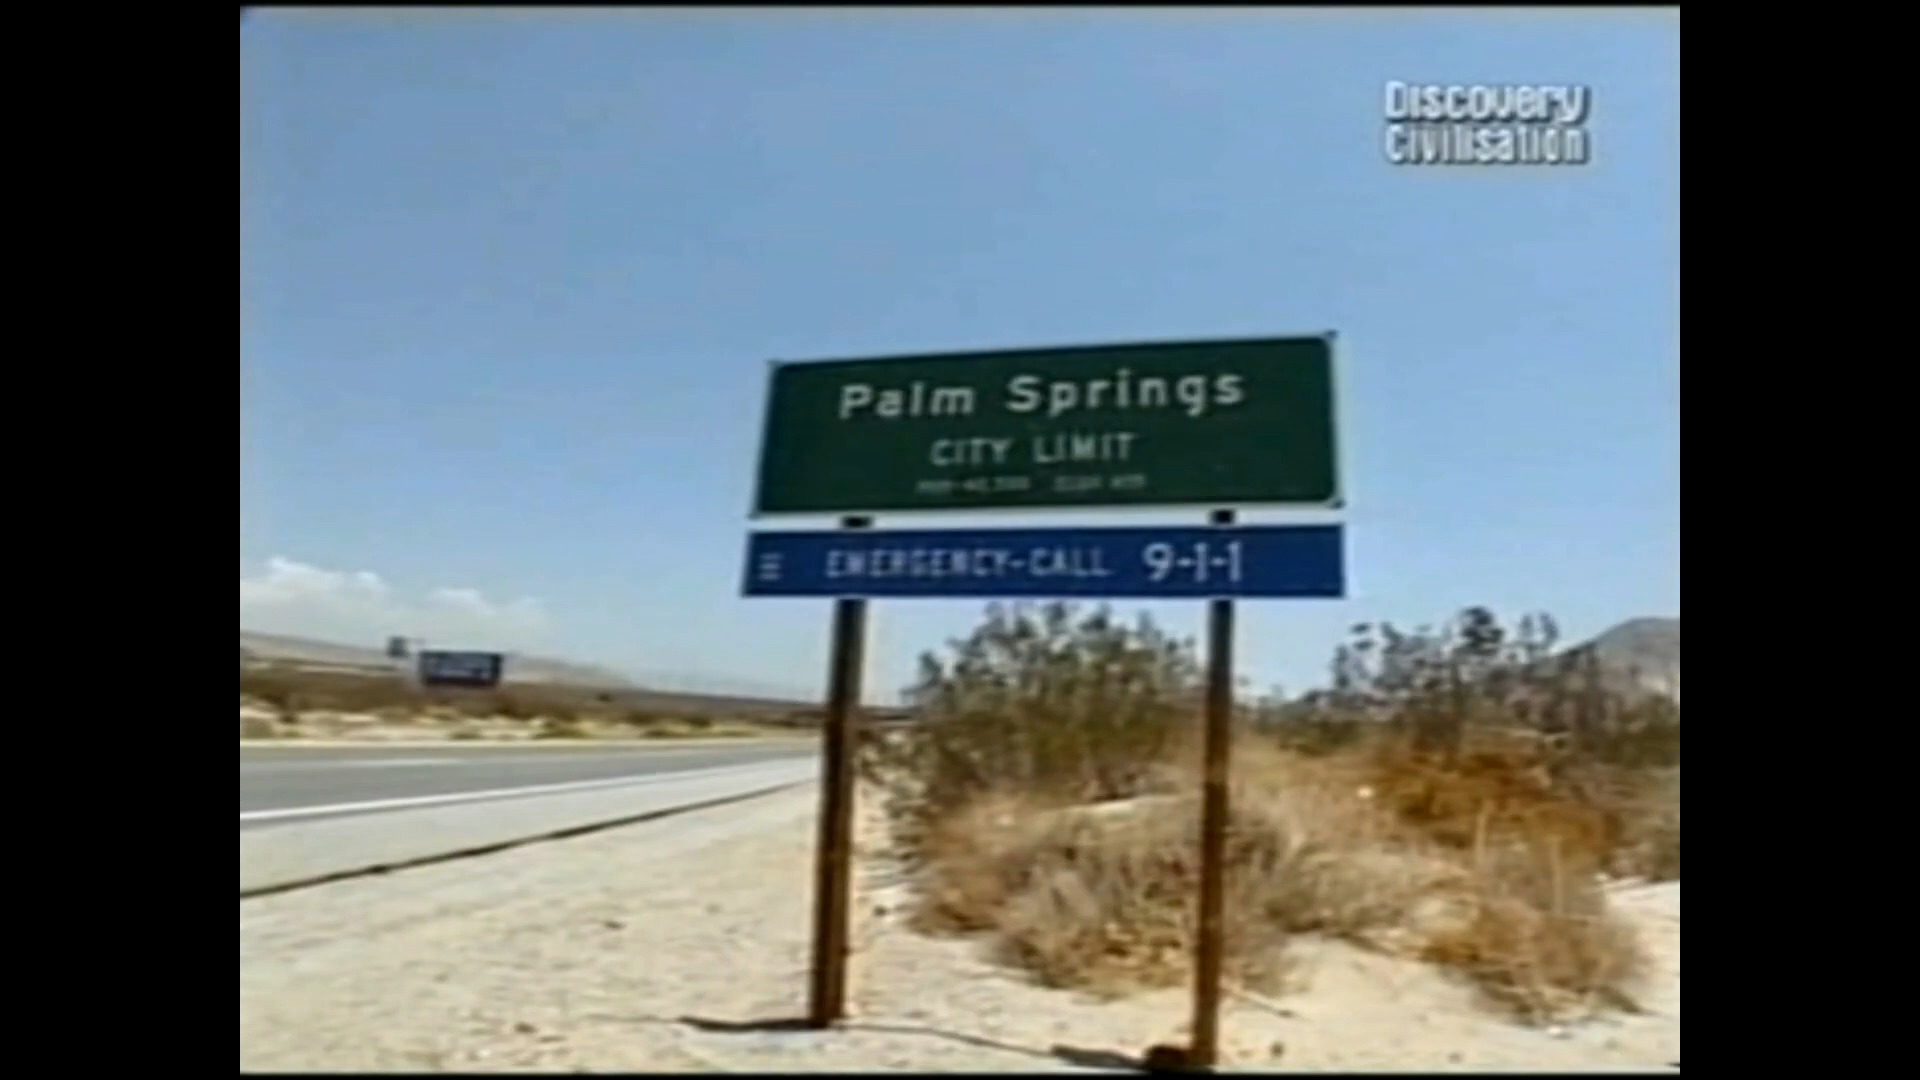 Discovery
Civilisation
Palm Springs
CITY LIMIT
EMERGENCY-CALL 9-1-1